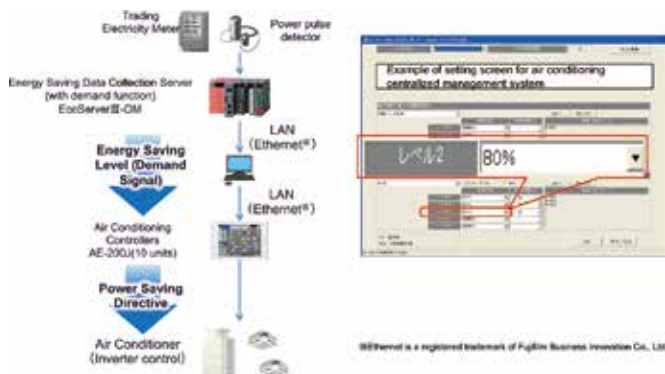 Trading
Electricity Meter
Power pulse
detector
Energy Saving Data Collection Server
(with demand function)
EcoServerⅢ-DM
LAN
(Ethernet※)
Energy Saving
Level (Demand
Signal)
LAN
(Ethernet※)
Air Conditioning
Controllers
AE-200J(10 units)
Power Saving
Directive
Air Conditioner
(Inverter control)
Example of setting screen for air conditioning
centralized management
system
レベル2
80%
※Ethernet is a registered trademark of Fujifilm Business Innovation Co., Ltd